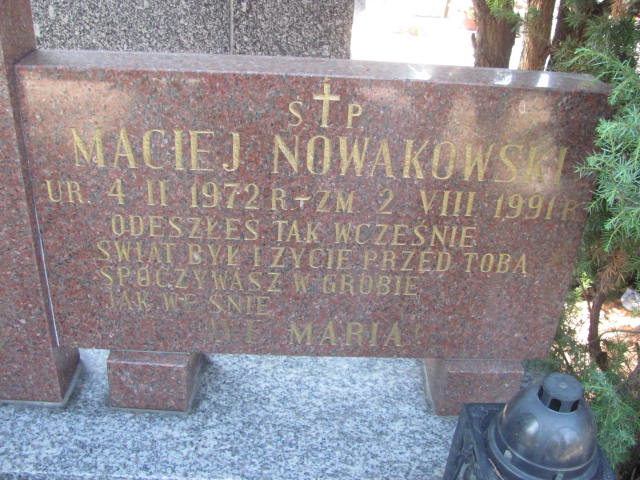 Ś P.
MACIEJ NOWAKOWSKI
UR. 4 II 1972 R. ZM 2 VIII 1991 R
ODESZŁEŚ TAK WCZEŚNIE
ŚWIAT BYŁ I ŻYCIE PRZED TOBĄ
SPOCZYWASZ W GROBIE
JAK WE ŚNIE
AVE MARIA